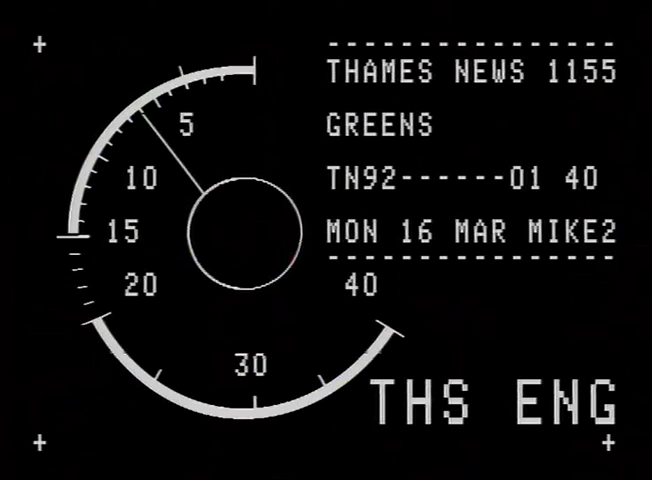 THAMES NEWS 1155
GREENS
TN92------01 40
MON 16 MAR MIKE2
5
10
15
20
40
30
THS ENG